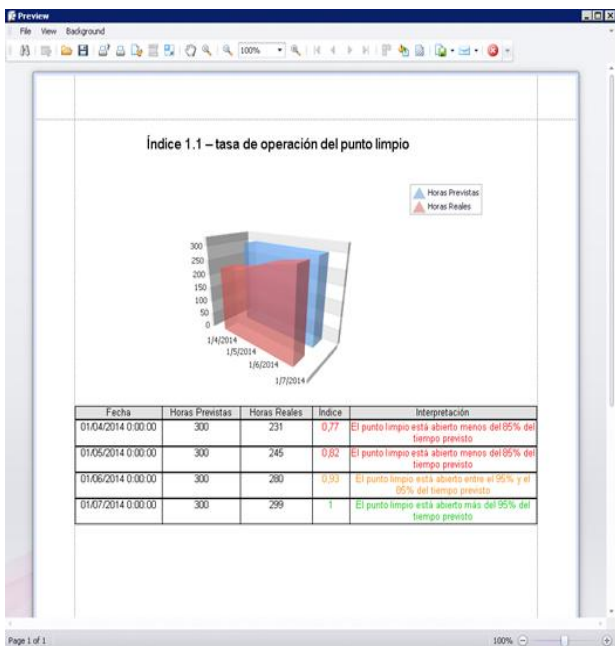 Preview
File View Background
100%
Índice 1.1 – tasa de operación del punto limpio
Horas Previstas
Horas Reales
300
250
200
150
100
50
0
1/4/2014
1/5/2014
1/6/2014
1/7/2014
Fecha Horas Previstas Horas Reales Índice Interpretación
01/04/2014 0:00:00 300 231 0,77 El punto limpio está abierto menos del 85% del
tiempo previsto
01/05/2014 0:00:00 300 245 0,82 El punto limpio está abierto menos del 85% del
tiempo previsto
01/06/2014 0:00:00 300 280 0,93 El punto limpio está abierto entre el 95% y el
85% del tiempo previsto
01/07/2014 0:00:00 300 299 1 El punto limpio está abierto más del 95% del
tiempo previsto
Page 1 of 1 100%